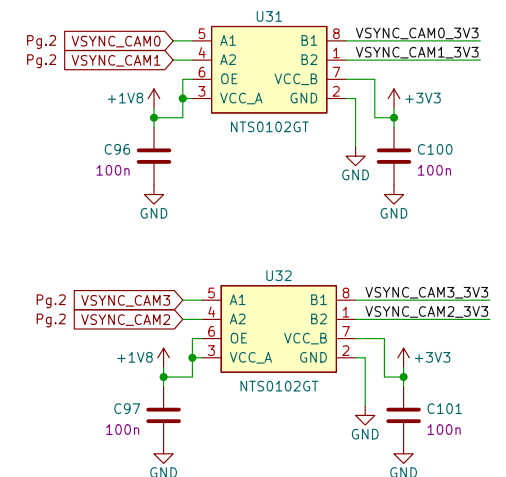 U31
Pg.2 VSYNC_CAM0 5 A1 B1 8 VSYNC_CAM0_3V3
Pg.2 VSYNC_CAM1 4 A2 B2 1 VSYNC_CAM1_3V3
6 OE VCC_B 7
+1V8 3 VCC_A GND 2 +3V3
NTS0102GT
C96 C100
100n GND 100n
GND GND
U32
Pg.2 VSYNC_CAM3 5 A1 B1 8 VSYNC_CAM3_3V3
Pg.2 VSYNC_CAM2 4 A2 B2 1 VSYNC_CAM2_3V3
6 OE VCC_B 7
+1V8 3 VCC_A GND 2 +3V3
NTS0102GT
C97 C101
100n GND 100n
GND GND